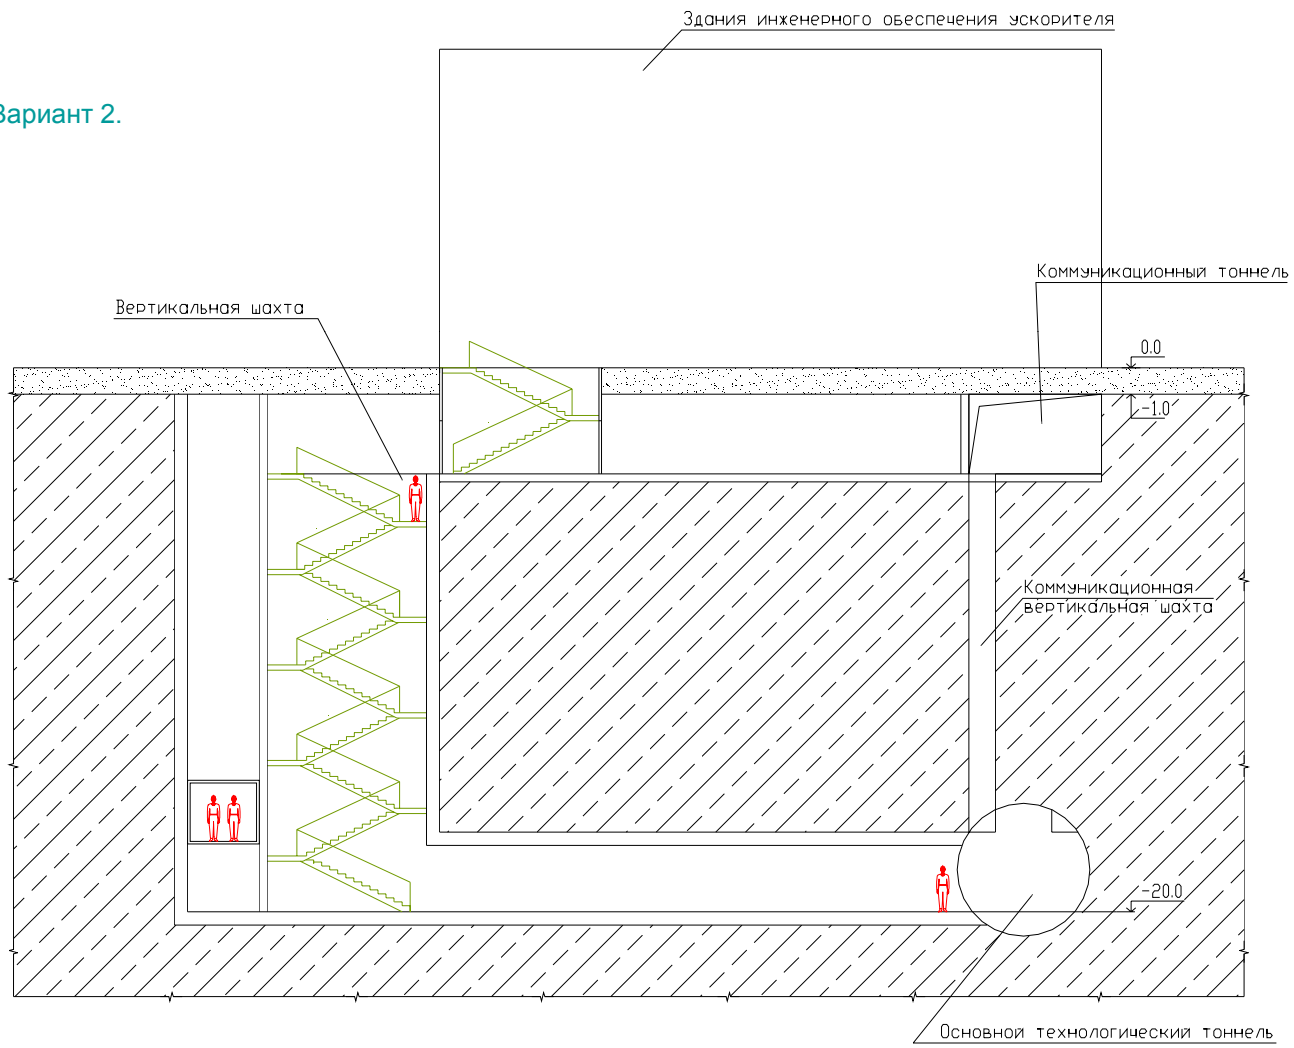 Здания инженерного обеспечения ускорителя
Вариант 2.
Коммуникационный тоннель
Вертикальная шахта
0.0
-1.0
Коммуникационная
вертикальная шахта
-20.0
Основной технологический тоннель